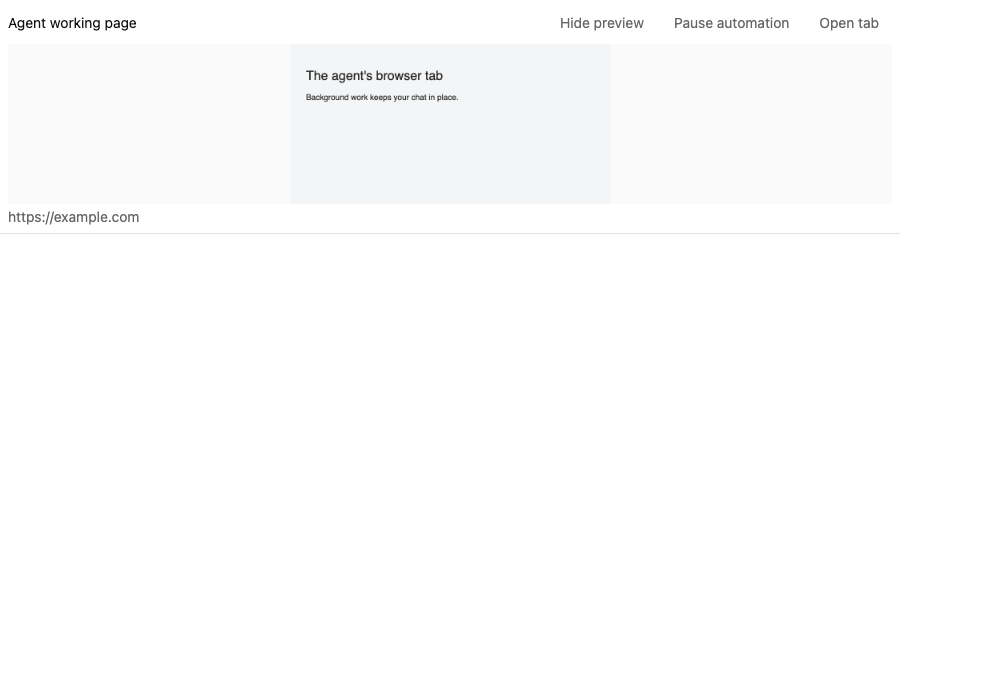 Agent working page
Hide preview
Pause automation
Open tab
The agent's browser tab
Background work keeps your chat in place.
https://example.com